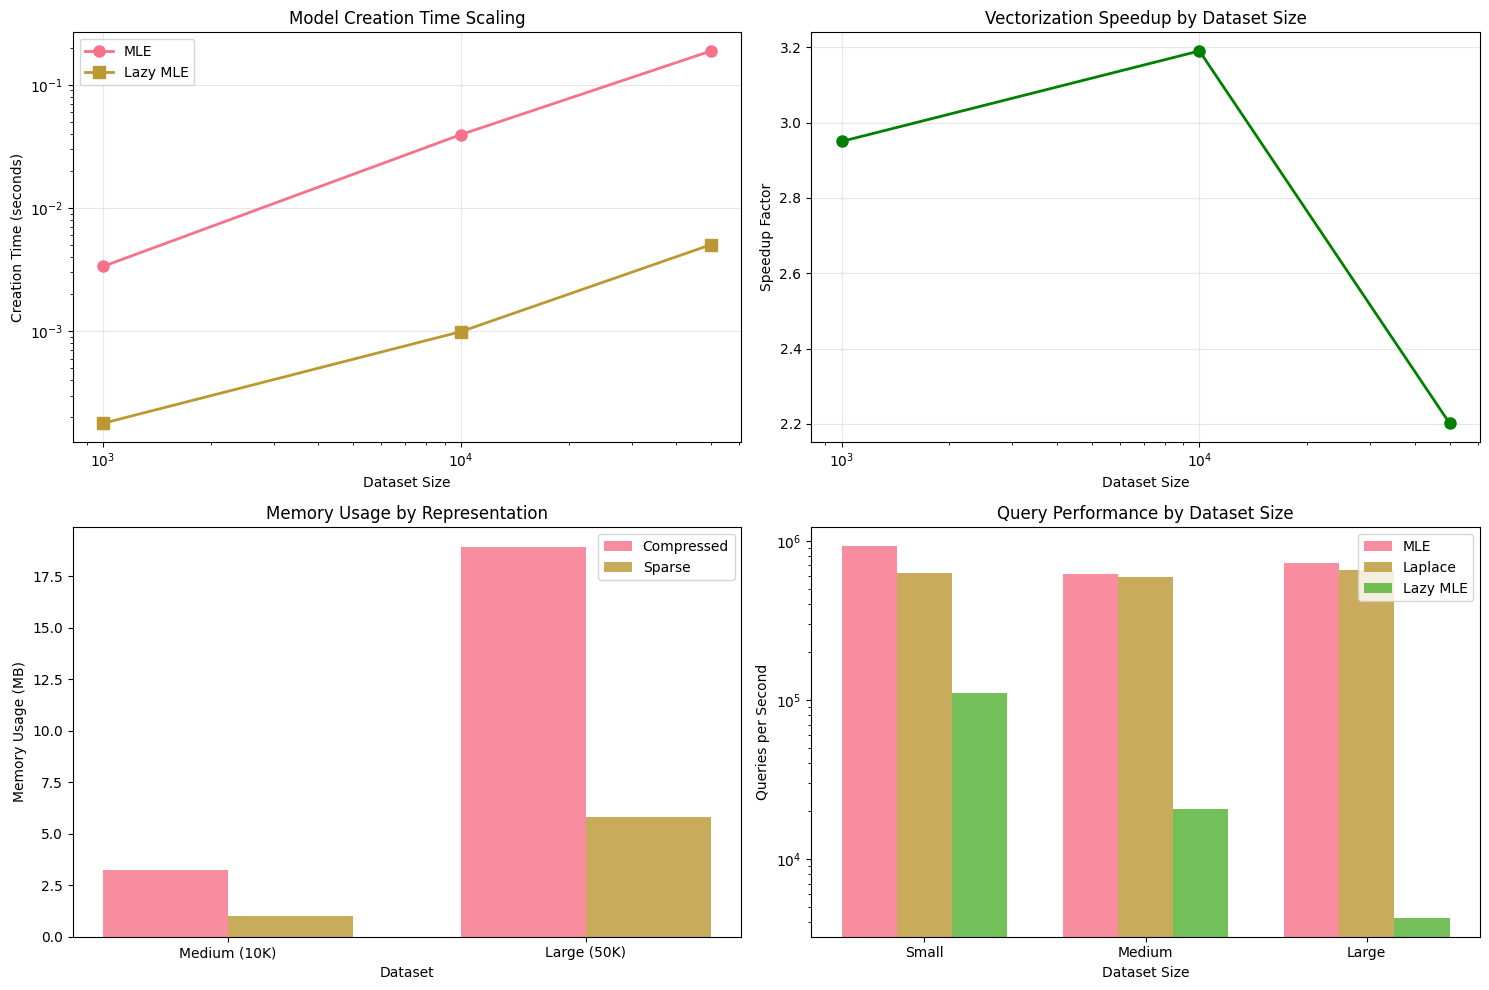 Model Creation Time Scaling
MLE
Lazy MLE
10⁻¹
10⁻²
10⁻³
Creation Time (seconds)
10³
10⁴
Dataset Size
Vectorization Speedup by Dataset Size
3.2
3.0
2.8
2.6
2.4
2.2
Speedup Factor
10³
10⁴
Dataset Size
Memory Usage by Representation
Compressed
Sparse
17.5
15.0
12.5
10.0
7.5
5.0
2.5
0.0
Memory Usage (MB)
Medium (10K)
Large (50K)
Dataset
Query Performance by Dataset Size
MLE
Laplace
Lazy MLE
10⁶
10⁵
10⁴
Queries per Second
Small
Medium
Large
Dataset Size